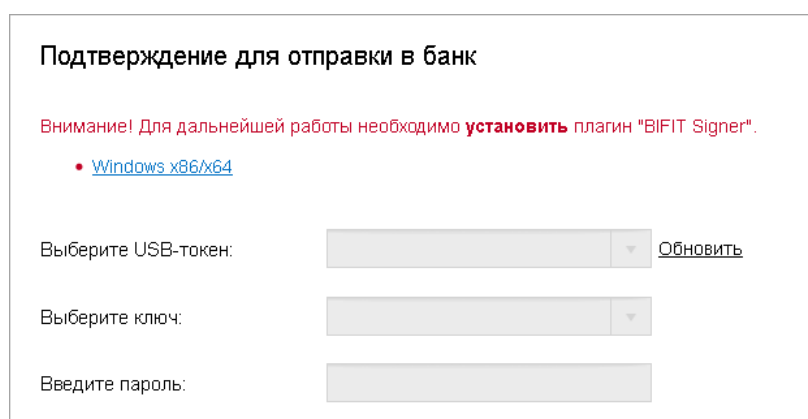 Подтверждение для отправки в банк
Внимание! Для дальнейшей работы необходимо установить плагин "BIFIT Signer".
Windows x86/x64
Выберите USB-токен:
Обновить
Выберите ключ:
Введите пароль: